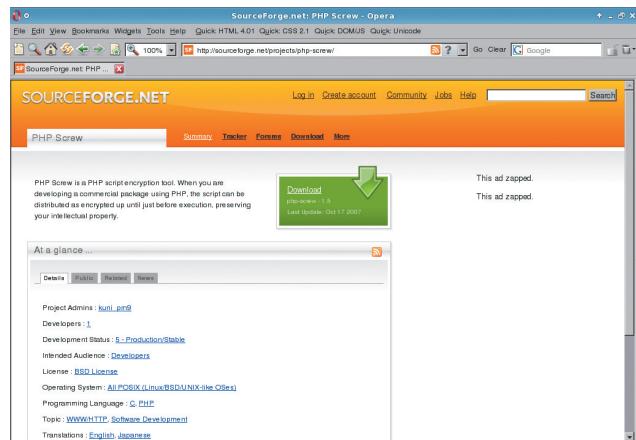 SourceForge.net: PHP Screw - Opera
File Edit View Bookmarks Widgets Tools Help Quick: HTML 4.01 Quick: CSS 2.1 Quick: DOM/JS Quick: Unicode
100% http://sourceforge.net/projects/php-screw/ ? Go Clear Google
SourceForge.net: PHP ...
SOURCEFORGE.NET
Log in Create account Community Jobs Help Search
PHP Screw
Summary Tracker Forums Download More
PHP Screw is a PHP script encryption tool. When you are
developing a commercial package using PHP, the script can be
distributed as encrypted up until just before execution, preserving
your intellectual property.
Download
php-screw - 1.5
Last Update: Oct 17 2007
This ad zapped.
This ad zapped.
At a glance ...
Details Public Related News
Project Admins : kuni_pm9
Developers : 1
Development Status : 5 - Production/Stable
Intended Audience : Developers
License : BSD License
Operating System : All POSIX (Linux/BSD/UNIX-like OSes)
Programming Language : C, PHP
Topic : WWW/HTTP, Software Development
Translations : English, Japanese